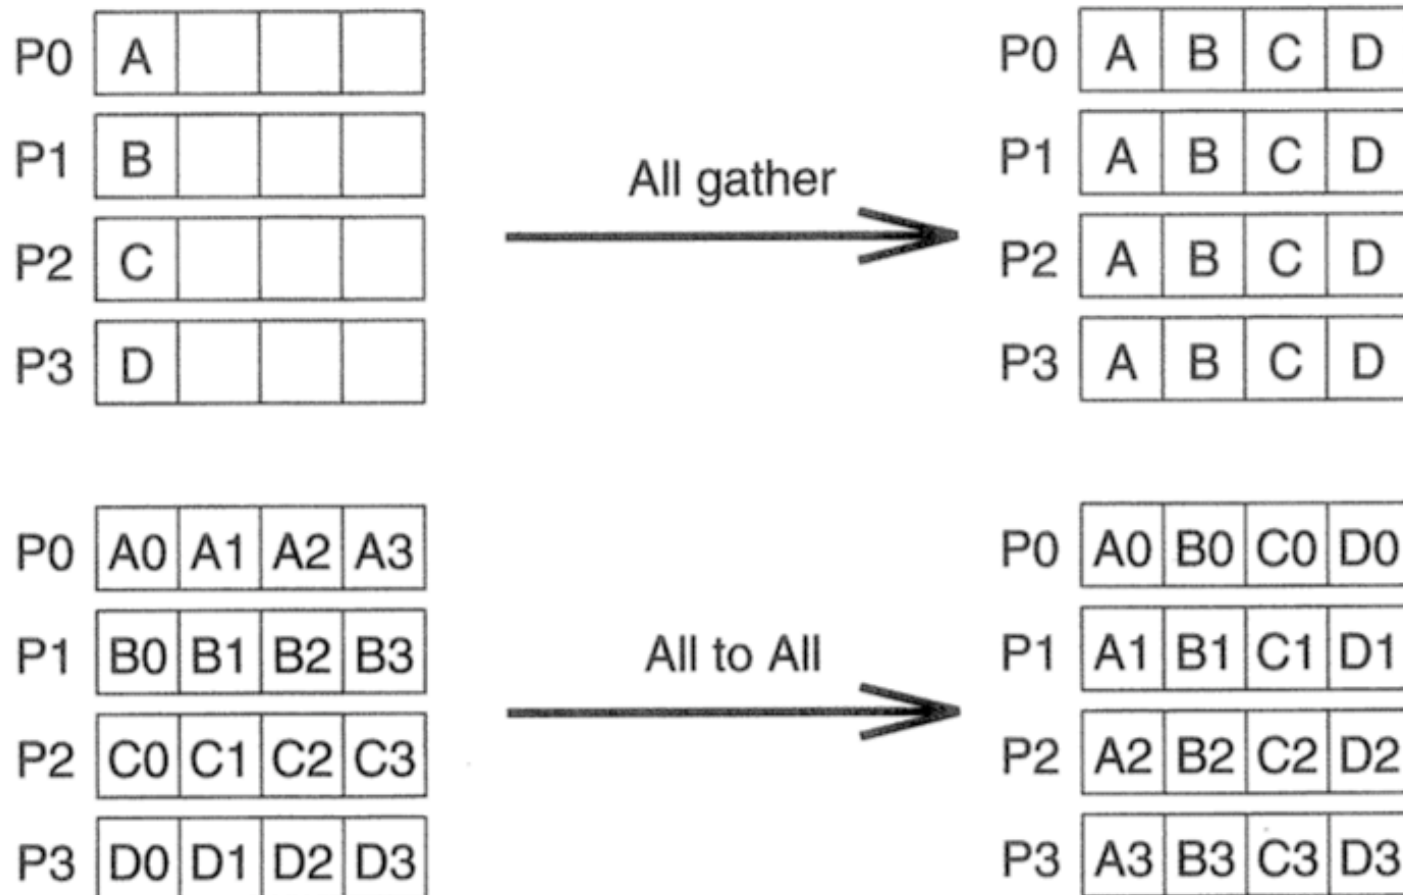 P0 A
P1 B
P2 C
P3 D
All gather
P0 A B C D
P1 A B C D
P2 A B C D
P3 A B C D
P0 A0 A1 A2 A3
P1 B0 B1 B2 B3
P2 C0 C1 C2 C3
P3 D0 D1 D2 D3
All to All
P0 A0 B0 C0 D0
P1 A1 B1 C1 D1
P2 A2 B2 C2 D2
P3 A3 B3 C3 D3